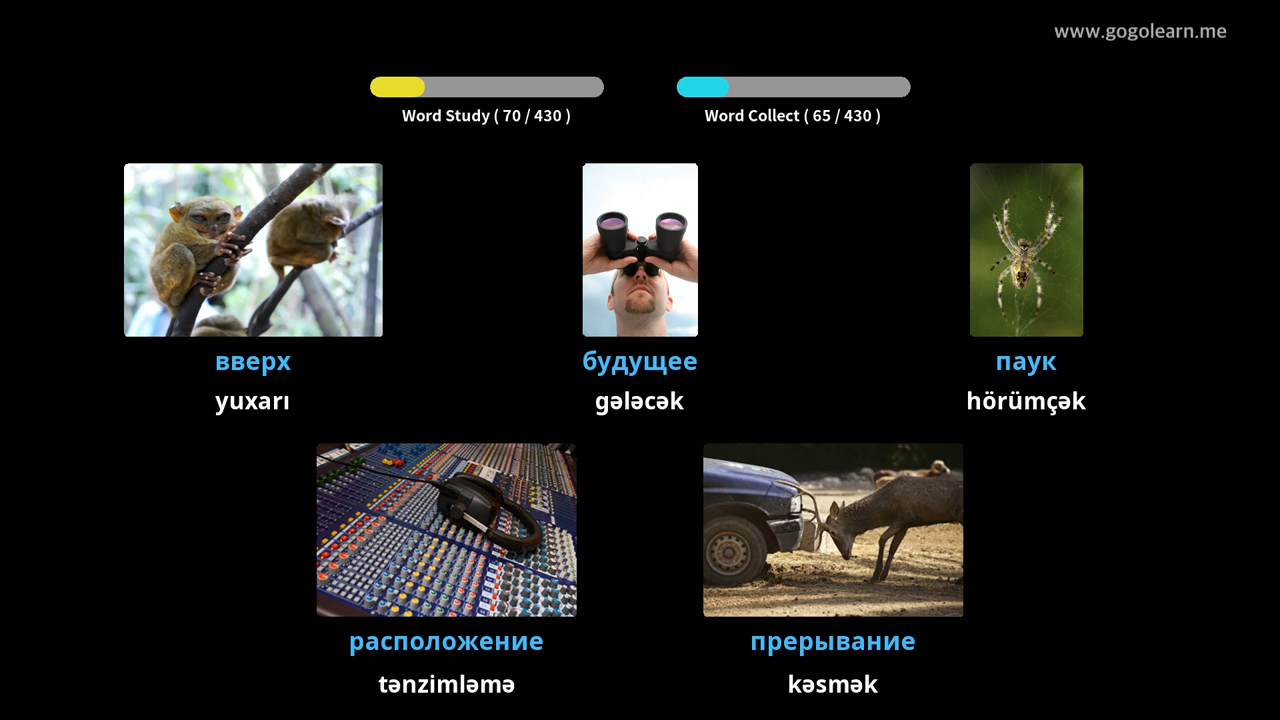 www.gogolearn.me
Word Study ( 70 / 430 )
Word Collect ( 65 / 430 )
вверх
будущее
паук
yuxarı
gələcək
hörümçək
расположение
прерывание
tənzimləmə
kəsmək